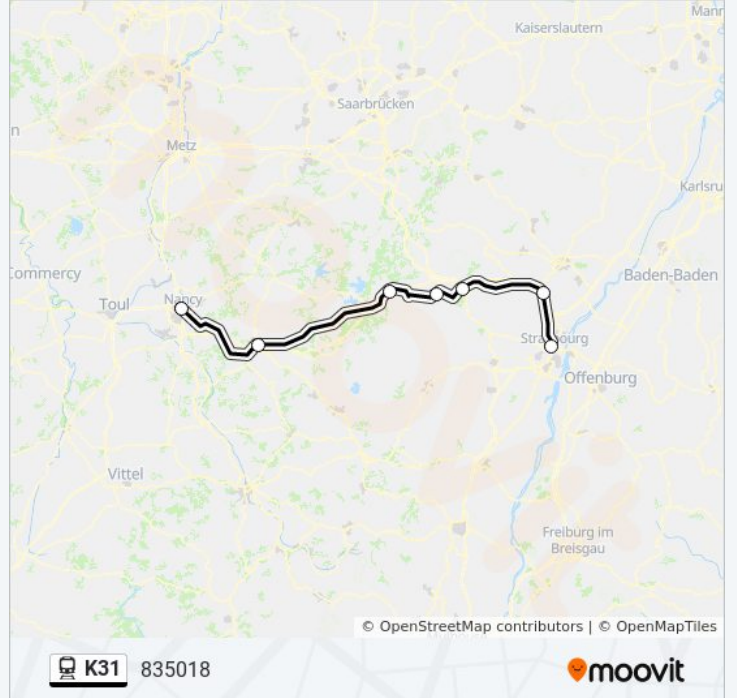 Mann
Kaiserslautern
Saarbrücken
n
Metz
Karlsru
Commercy
Baden-Baden
Toul
Nancy
Offenburg
Vittel
Freiburg im
Breisgau
© OpenStreetMap contributors | © OpenMapTiles
K31 835018 moovit